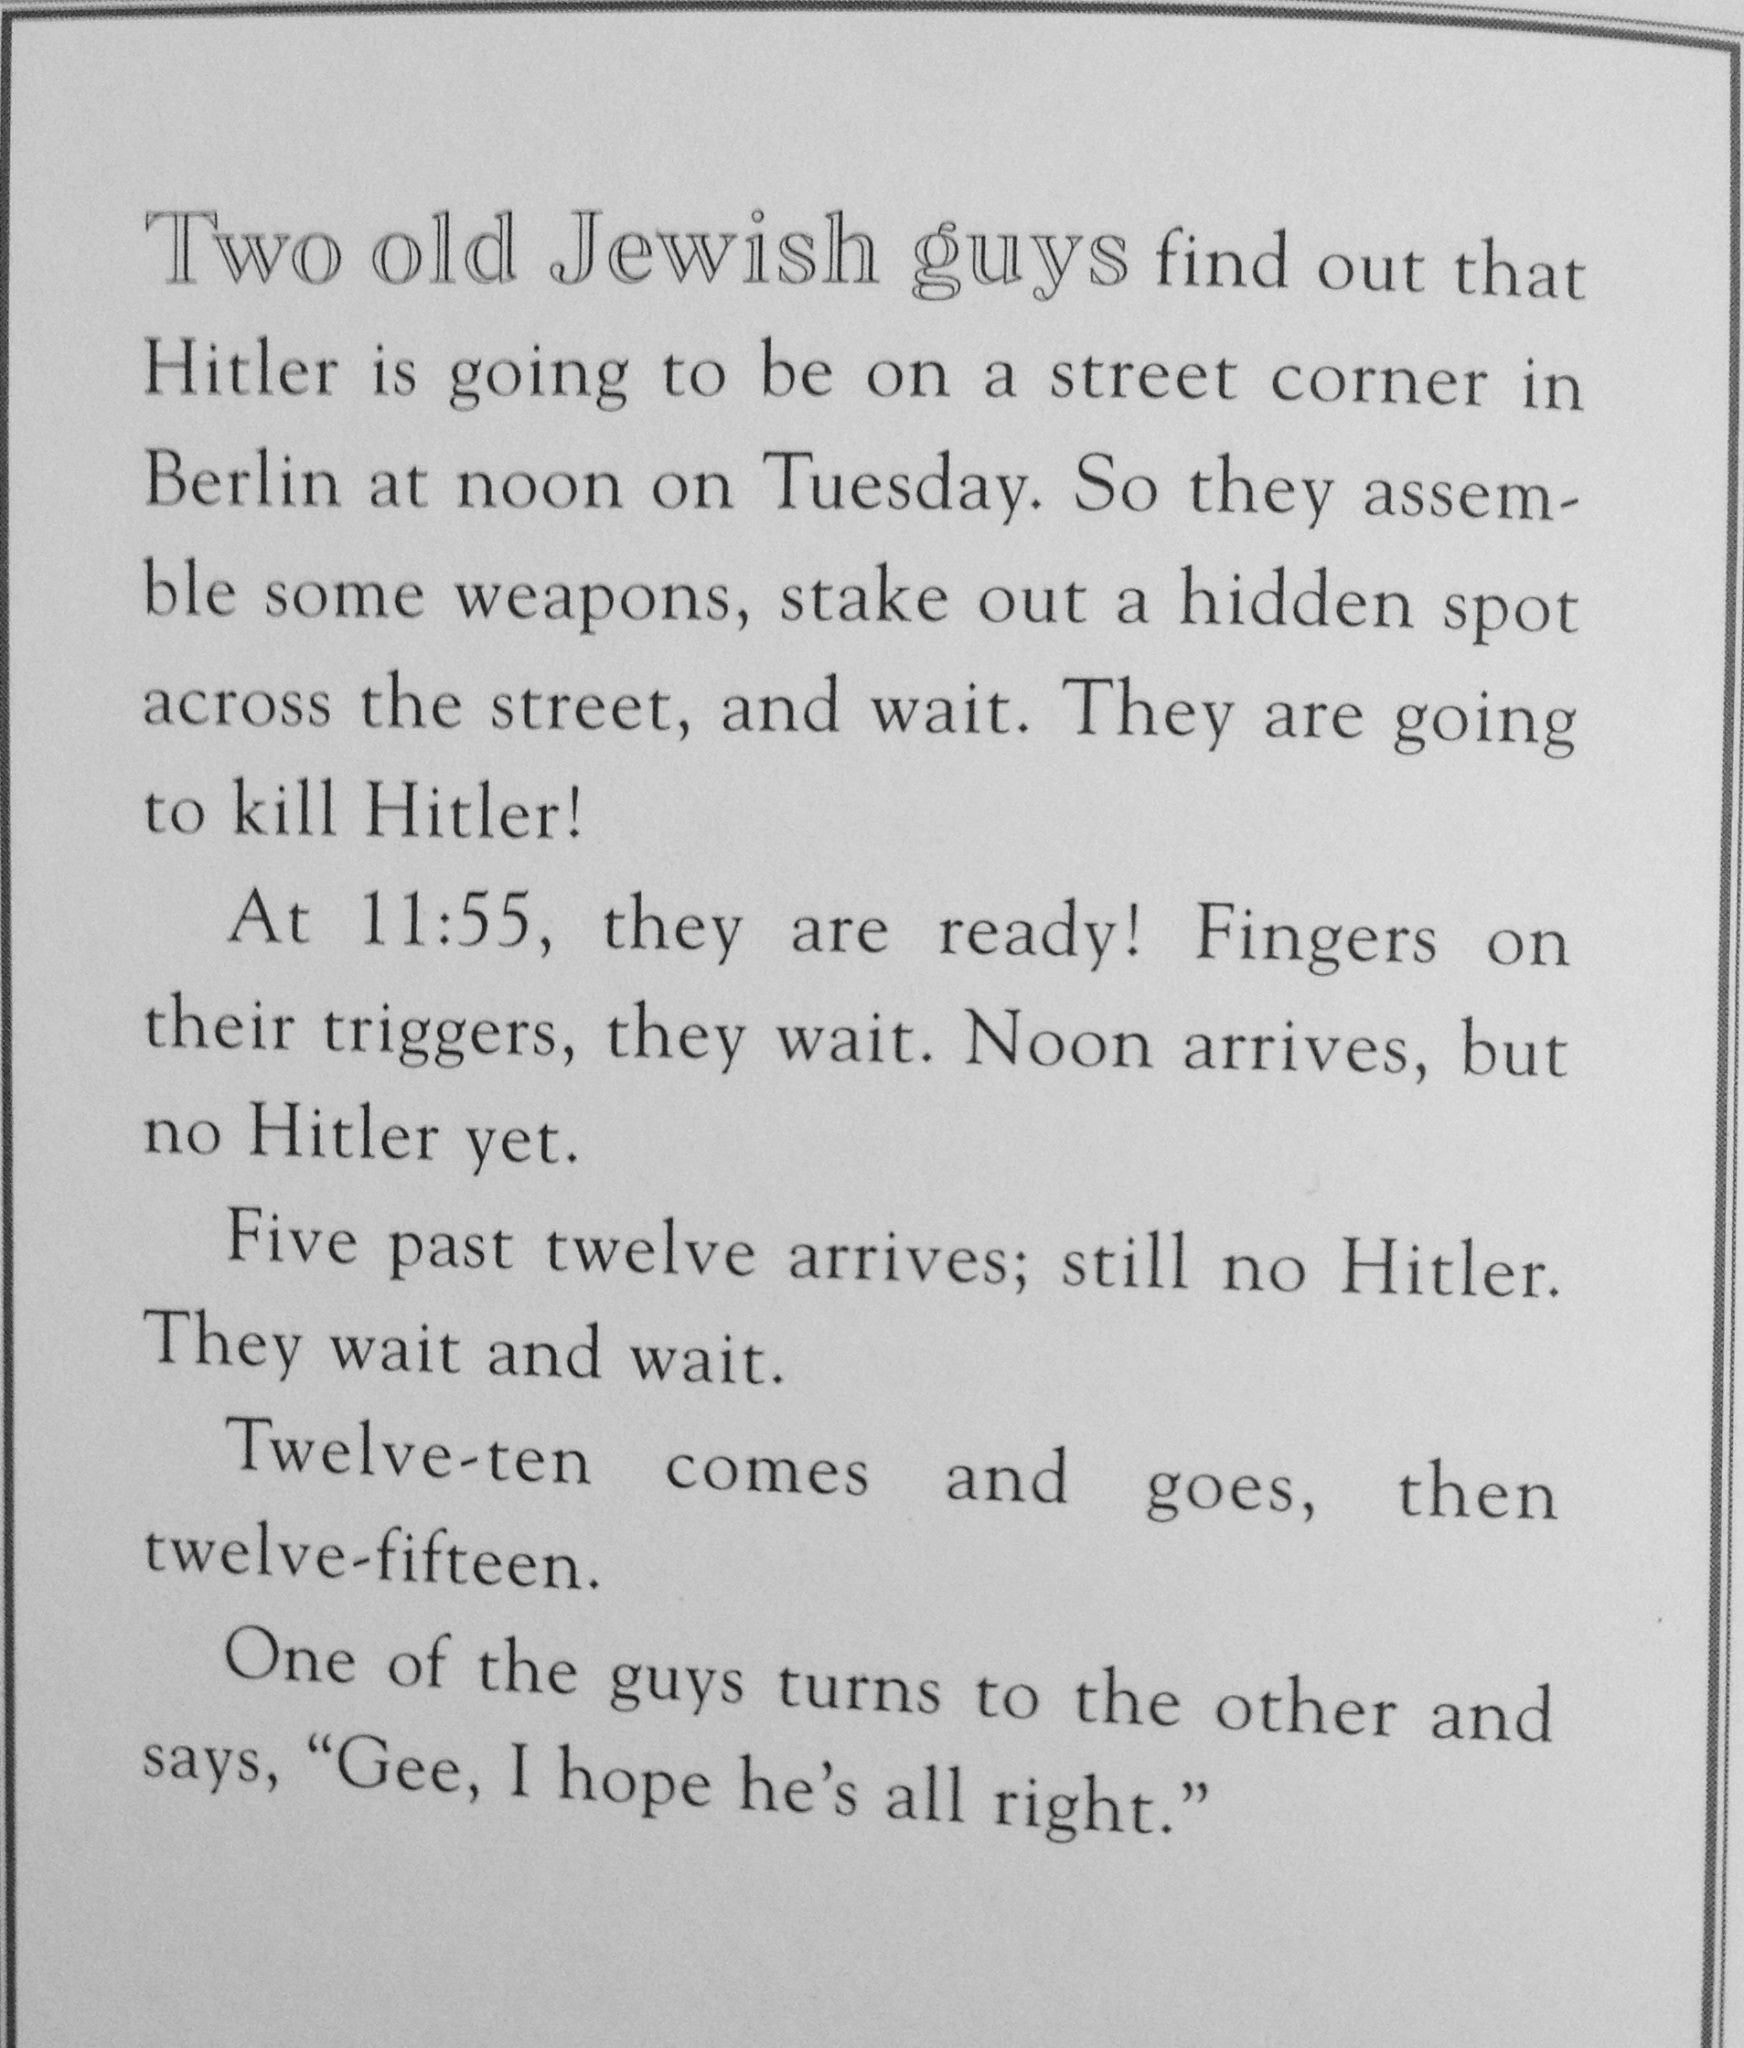 Two old Jewish guys find out that
Hitler is going to be on a street corner in
Berlin at noon on Tuesday. So they assem-
ble some weapons, stake out a hidden spot
across the street, and wait. They are going
to kill Hitler!
At 11:55, they are ready! Fingers on
their triggers, they wait. Noon arrives, but
no Hitler yet.
Five past twelve arrives; still no Hitler.
They wait and wait.
Twelve-ten comes and goes, then
twelve-fifteen.
One of the guys turns to the other and
says, “Gee, I hope he’s all right.”